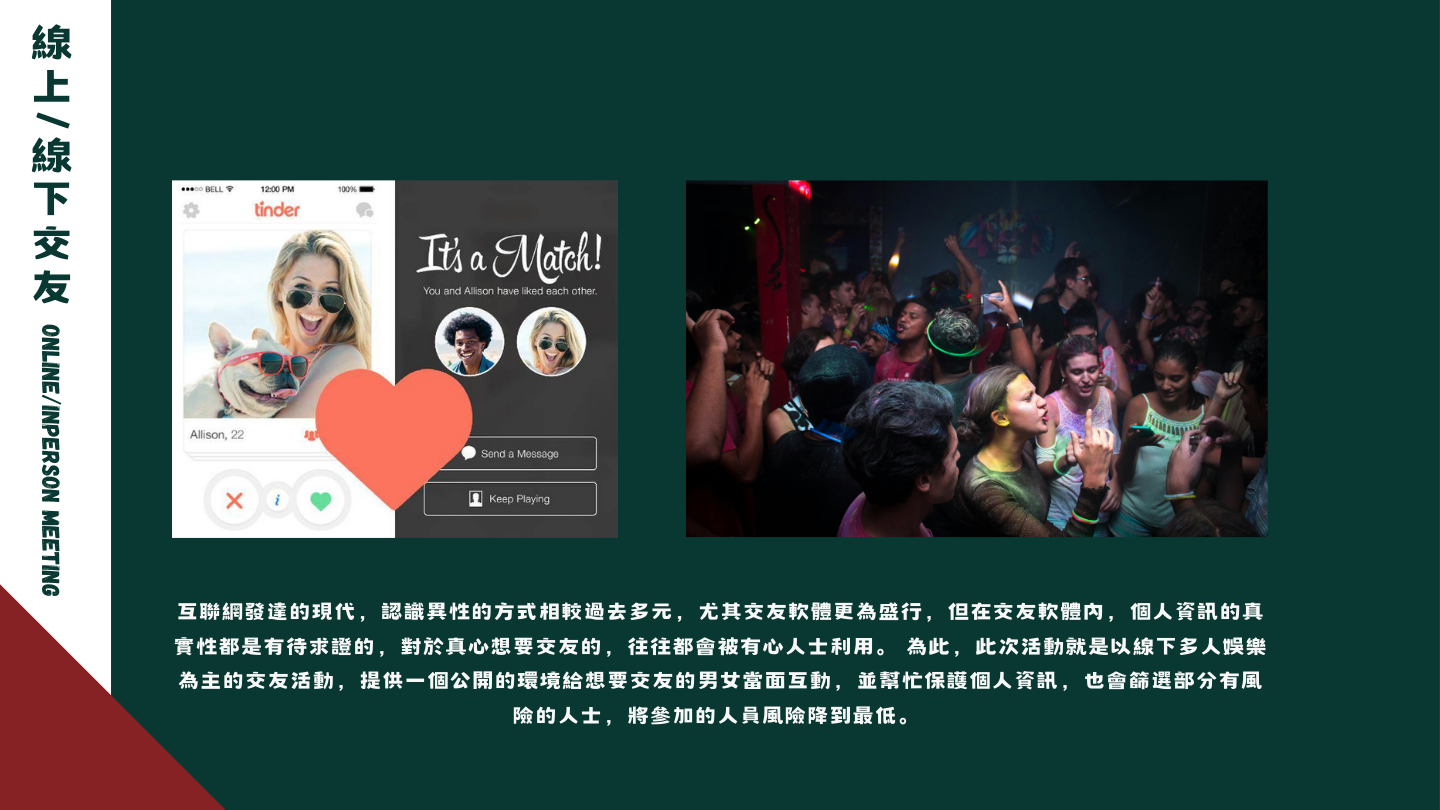 線上/線下交友
ONLINE/INPERSON MEETING
●●●○○ BELL 12:00 PM 100%
tinder
Allison, 22
i
It's a Match!
You and Allison have liked each other.
Send a Message
Keep Playing
互聯網發達的現代，認識異性的方式相較過去多元，尤其交友軟體更為盛行，但在交友軟體內，個人資訊的真
實性都是有待求證的，對於真心想要交友的，往往都會被有心人士利用。 為此，此次活動就是以線下多人娛樂
為主的交友活動，提供一個公開的環境給想要交友的男女當面互動，並幫忙保護個人資訊，也會篩選部分有風
險的人士，將參加的人員風險降到最低。